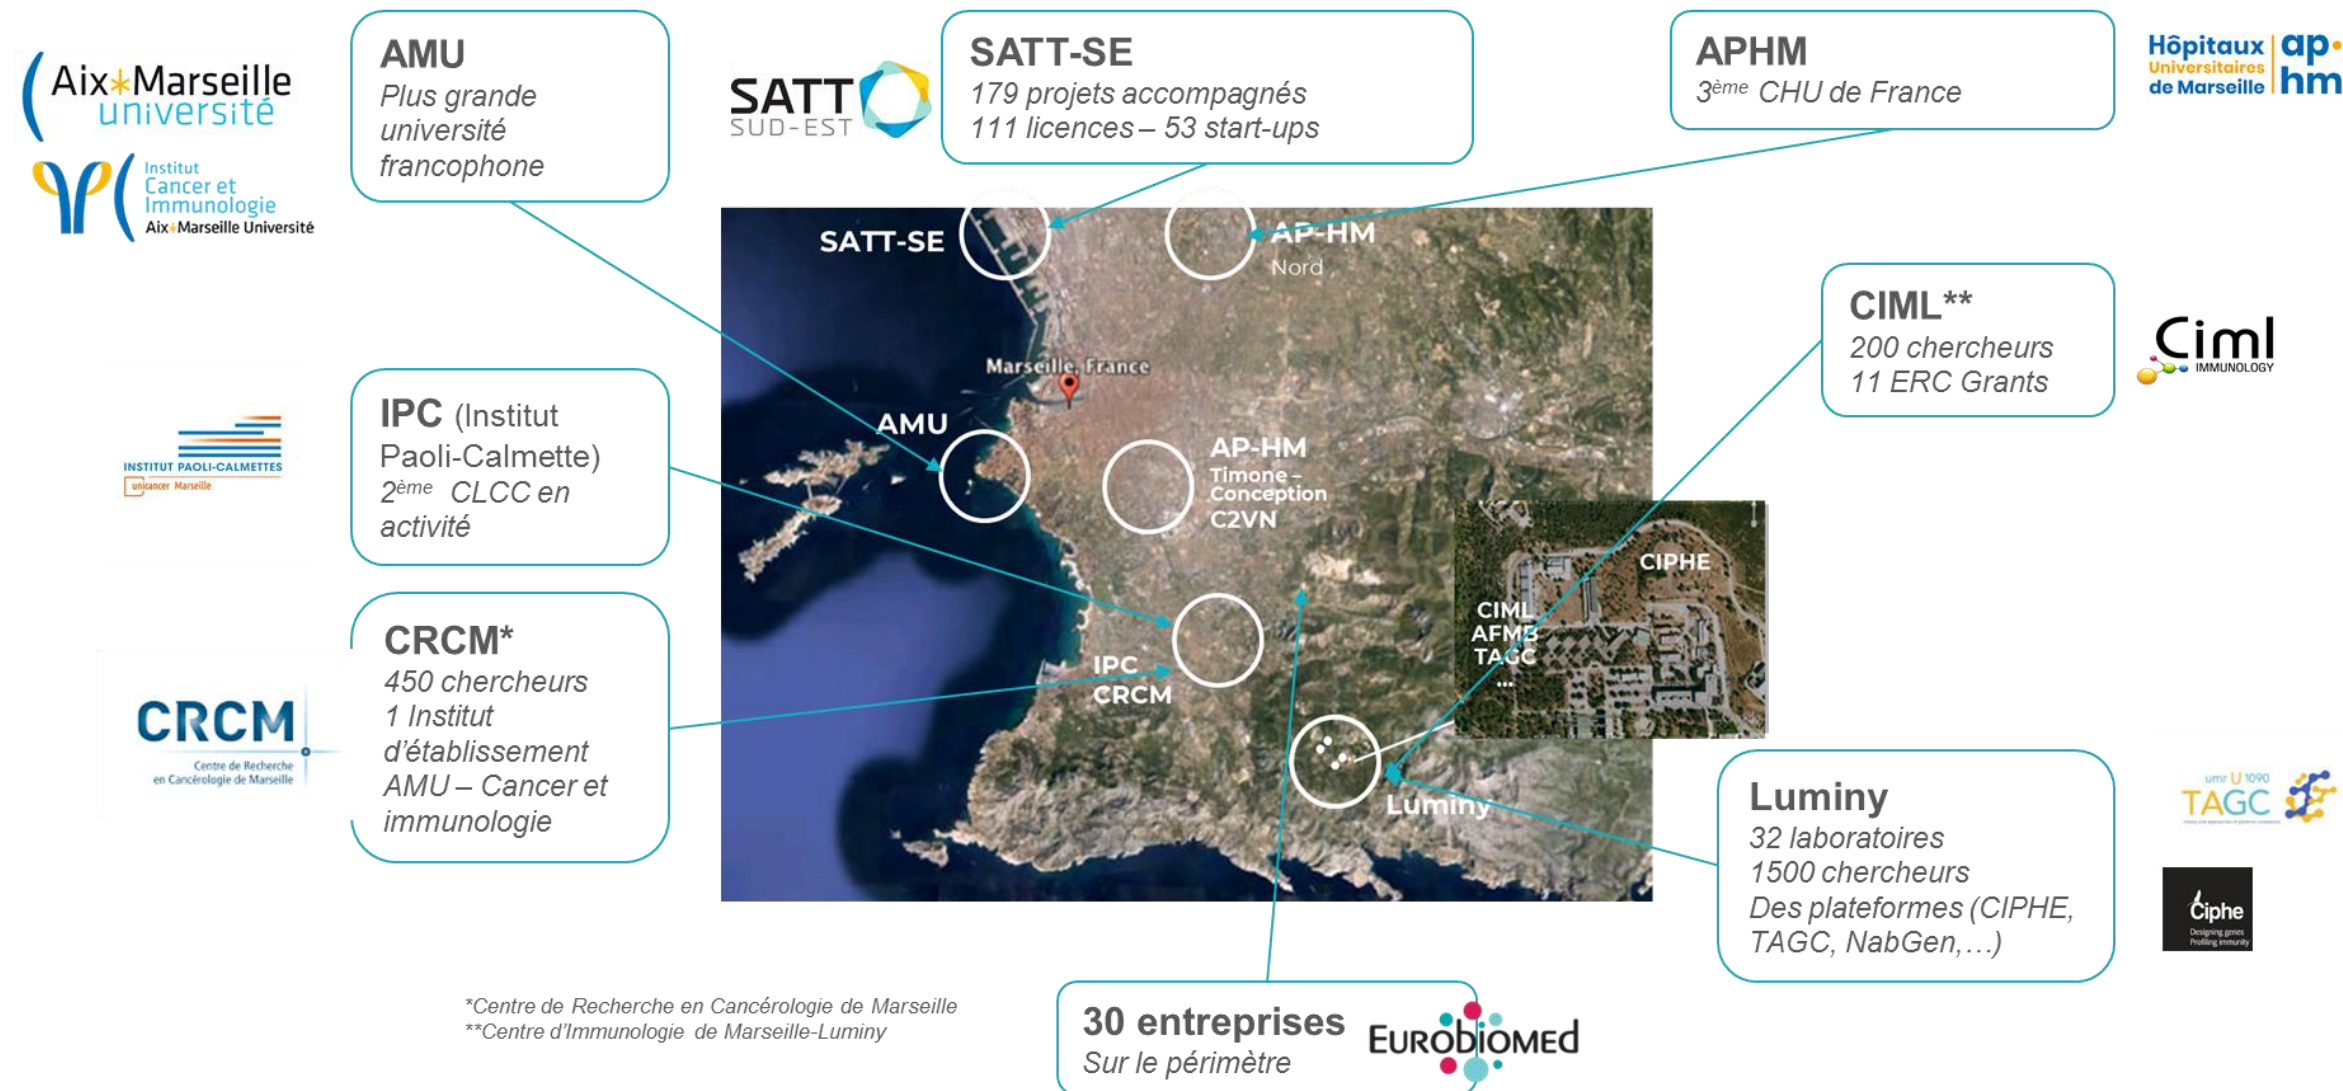 Aix*Marseille
université
Institut
Cancer et
Immunologie
Aix*Marseille Université
AMU
Plus grande
université
francophone
SATT
SUD-EST
SATT-SE
179 projets accompagnés
111 licences – 53 start-ups
APHM
3ème CHU de France
Hôpitaux
Universitaires
de Marseille
ap.
hm
SATT-SE
AP-HM
Nord
Marseille, France
AMU
AP-HM
Timone –
Conception
C2VN
IPC
CRCM
Luminy
CIPHE
CIML
AFMB
TAGC
...
CIML**
200 chercheurs
11 ERC Grants
Ciml
IMMUNOLOGY
INSTITUT PAOLI-CALMETTES
unicancer Marseille
IPC (Institut
Paoli-Calmette)
2ème CLCC en
activité
CRCM
Centre de Recherche
en Cancérologie de Marseille
CRCM*
450 chercheurs
1 Institut
d'établissement
AMU – Cancer et
immunologie
Luminy
32 laboratoires
1500 chercheurs
Des plateformes (CIPHE,
TAGC, NabGen,…)
umr U 1090
TAGC
Ciphe
Designing genes
Profiling immunity
*Centre de Recherche en Cancérologie de Marseille
**Centre d'Immunologie de Marseille-Luminy
30 entreprises
Sur le périmètre
EUROBIOMED